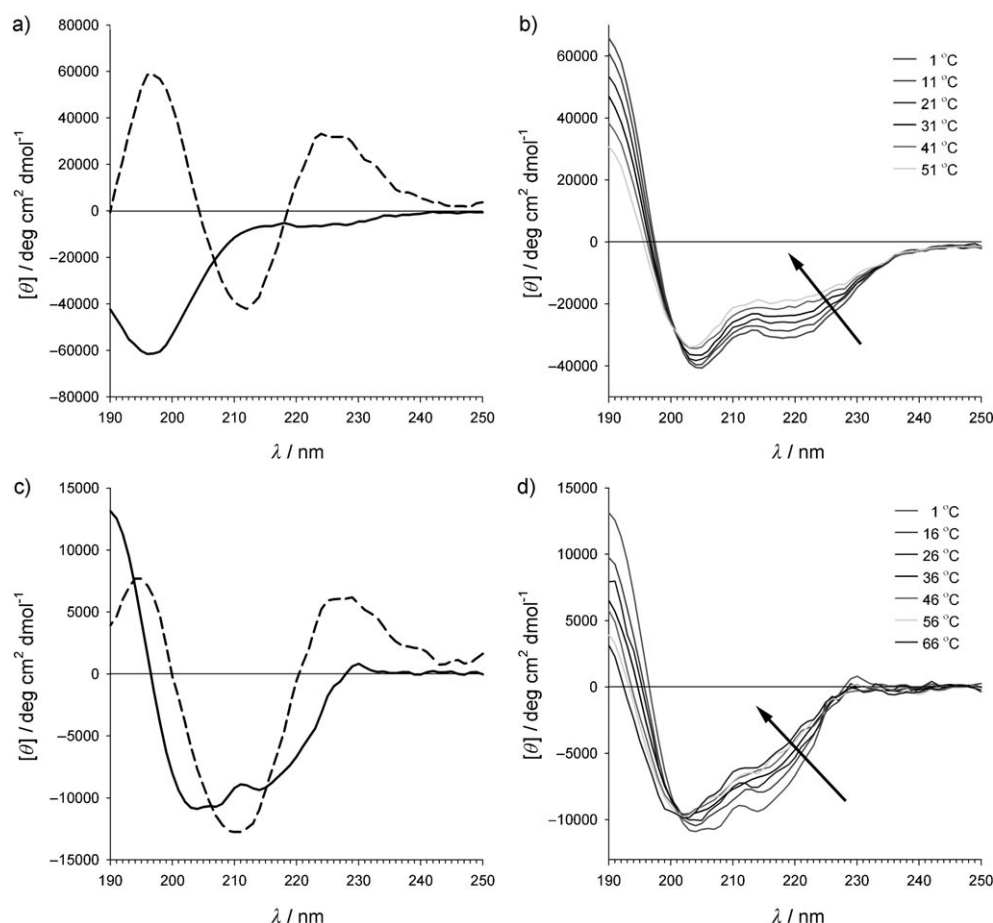 a)
80000
60000
40000
20000
0
−20000
−40000
−60000
−80000
[θ] / deg cm² dmol⁻¹
190 200 210 220 230 240 250
λ / nm
b)
60000
40000
20000
0
−20000
−40000
[θ] / deg cm² dmol⁻¹
1 °C
11 °C
21 °C
31 °C
41 °C
51 °C
190 200 210 220 230 240 250
λ / nm
c)
15000
10000
5000
0
−5000
−10000
−15000
[θ] / deg cm² dmol⁻¹
190 200 210 220 230 240 250
λ / nm
d)
15000
10000
5000
0
−5000
−10000
[θ] / deg cm² dmol⁻¹
1 °C
16 °C
26 °C
36 °C
46 °C
56 °C
66 °C
190 200 210 220 230 240 250
λ / nm